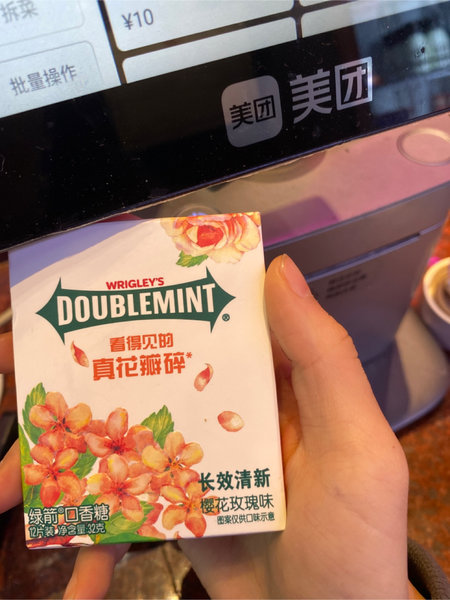 拆菜
¥10
批量操作
美团
美团
WRIGLEY'S
DOUBLEMINT®
看得见的
真花瓣碎*
长效清新
樱花玫瑰味
图案仅供口味示意
绿箭®口香糖
12片装 净含量:32克